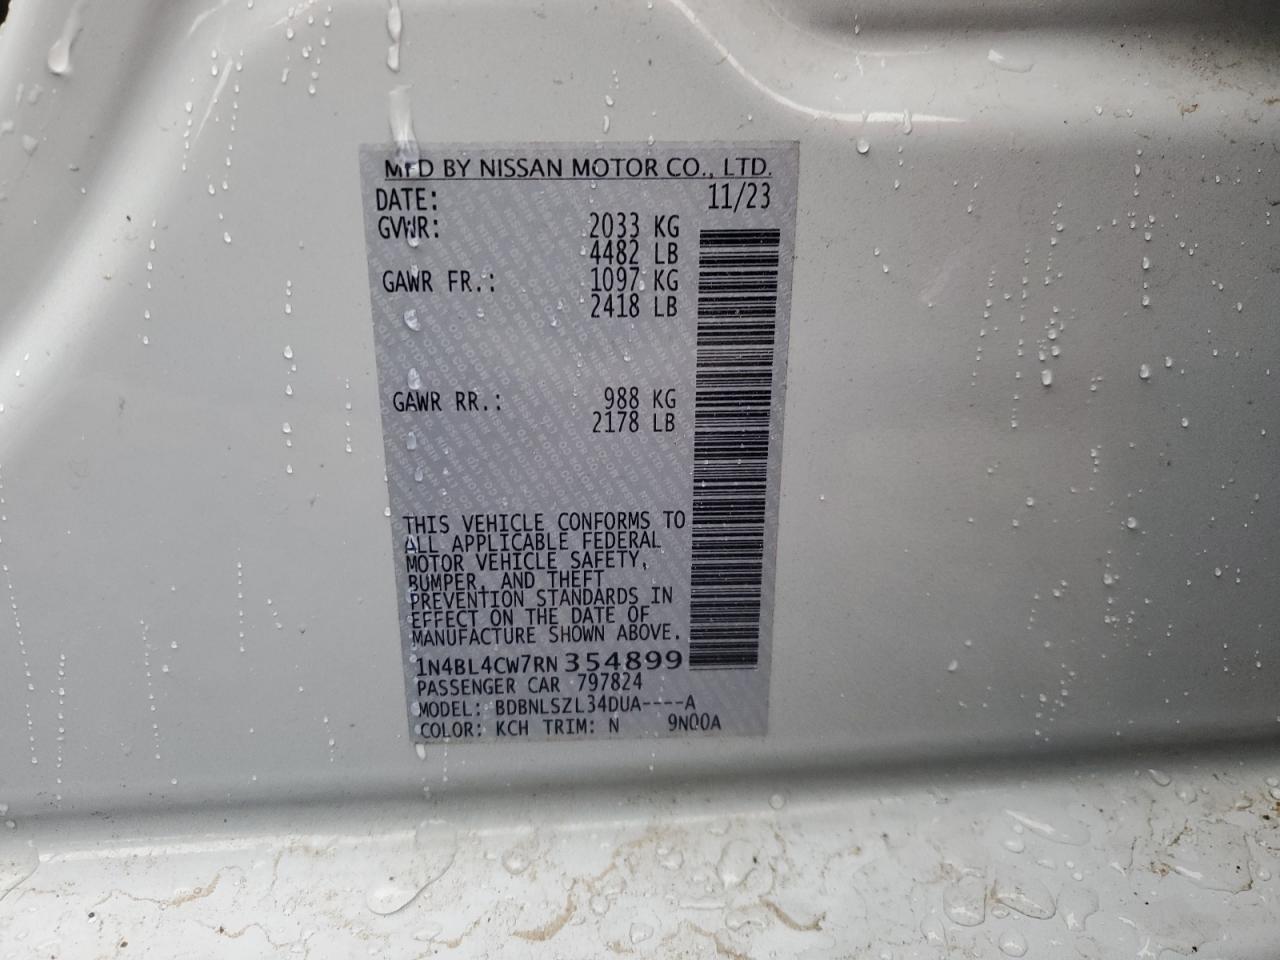 MFD BY NISSAN MOTOR CO., LTD.
DATE: 11/23
GVWR: 2033 KG
4482 LB
GAWR FR.: 1097 KG
2418 LB
GAWR RR.: 988 KG
2178 LB
THIS VEHICLE CONFORMS TO
ALL APPLICABLE FEDERAL
MOTOR VEHICLE SAFETY,
BUMPER, AND THEFT
PREVENTION STANDARDS IN
EFFECT ON THE DATE OF
MANUFACTURE SHOWN ABOVE.
1N4BL4CW7RN354899
PASSENGER CAR 797824
MODEL: BDBNLSZL34DUA----A
COLOR: KCH TRIM: N 9N00A